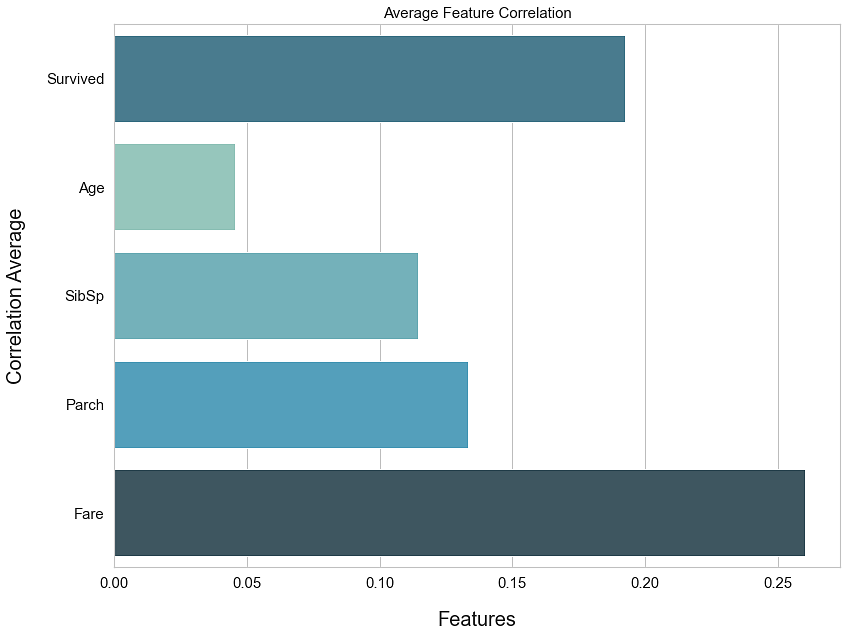 Average Feature Correlation
Correlation Average
Survived
Age
SibSp
Parch
Fare
0.00 0.05 0.10 0.15 0.20 0.25
Features